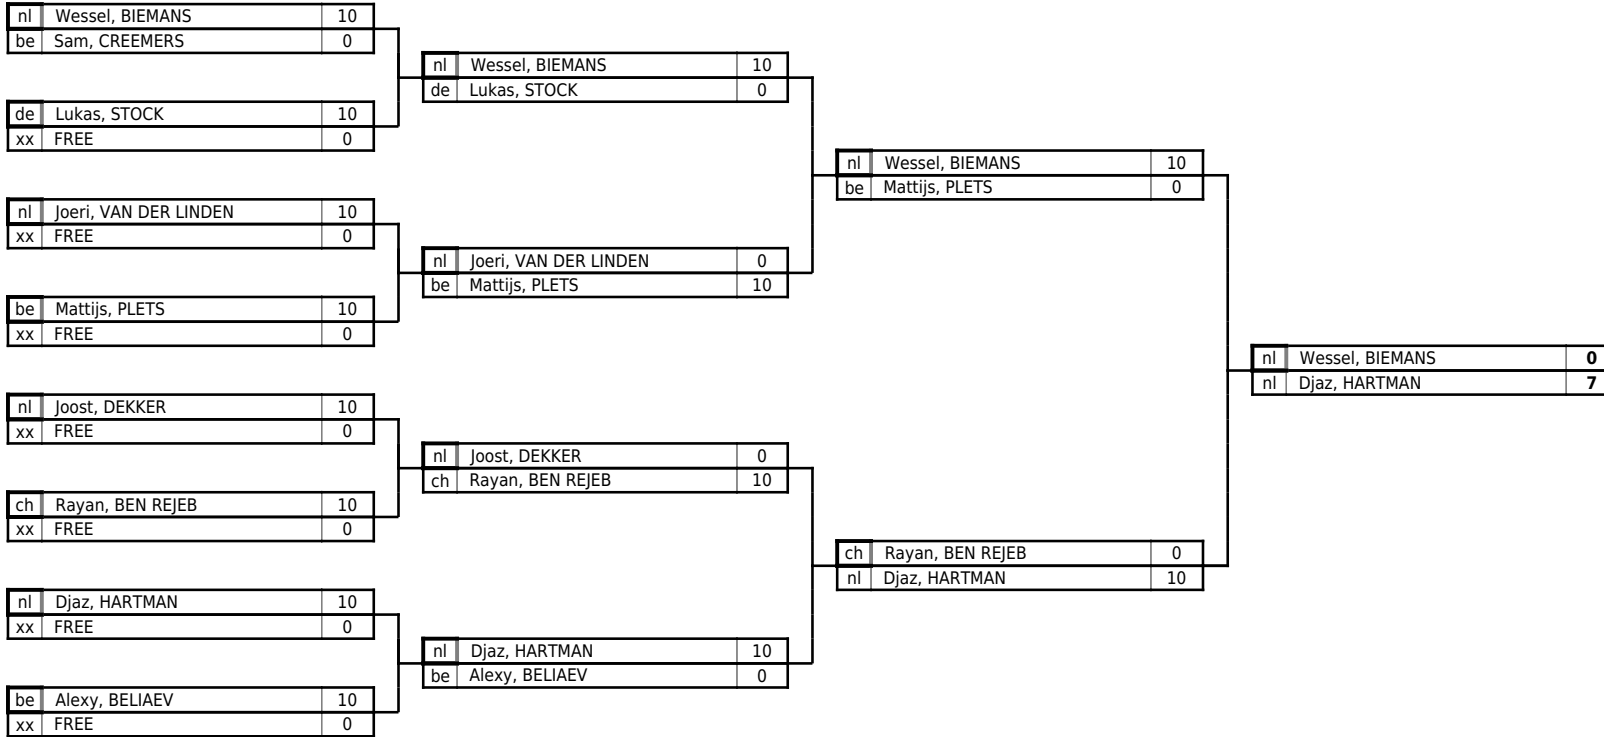 nl Wessel, BIEMANS 10
be Sam, CREEMERS 0
de Lukas, STOCK 10
xx FREE 0
nl Joeri, VAN DER LINDEN 10
xx FREE 0
be Mattijs, PLETS 10
xx FREE 0
nl Joost, DEKKER 10
xx FREE 0
ch Rayan, BEN REJEB 10
xx FREE 0
nl Djaz, HARTMAN 10
xx FREE 0
be Alexy, BELIAEV 10
xx FREE 0
nl Wessel, BIEMANS 10
de Lukas, STOCK 0
nl Joeri, VAN DER LINDEN 0
be Mattijs, PLETS 10
nl Joost, DEKKER 0
ch Rayan, BEN REJEB 10
nl Djaz, HARTMAN 10
be Alexy, BELIAEV 0
nl Wessel, BIEMANS 10
be Mattijs, PLETS 0
ch Rayan, BEN REJEB 0
nl Djaz, HARTMAN 10
nl Wessel, BIEMANS 0
nl Djaz, HARTMAN 7